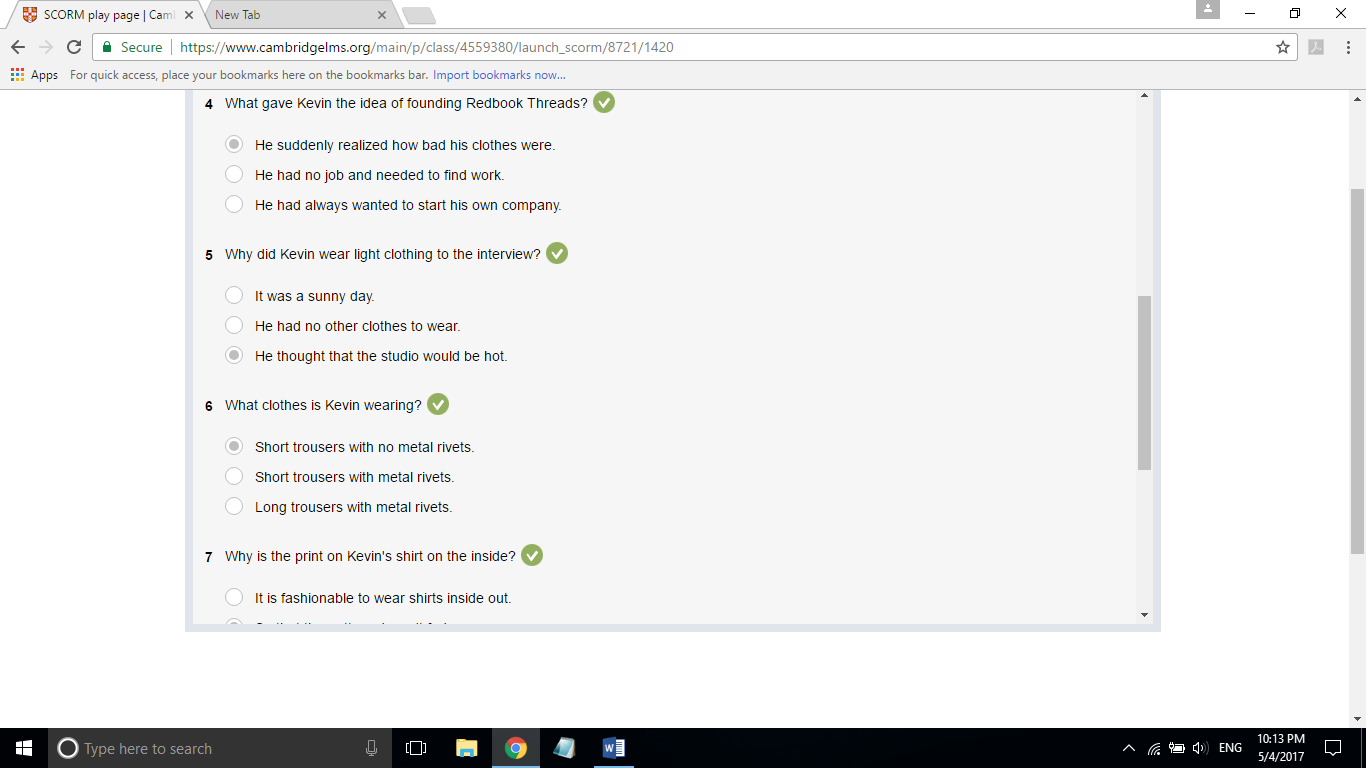 SCORM play page | Cam
New Tab
Secure https://www.cambridgelms.org/main/p/class/4559380/launch_scorm/8721/1420
Apps For quick access, place your bookmarks here on the bookmarks bar. Import bookmarks now...
4 What gave Kevin the idea of founding Redbook Threads?
He suddenly realized how bad his clothes were.
He had no job and needed to find work.
He had always wanted to start his own company.
5 Why did Kevin wear light clothing to the interview?
It was a sunny day.
He had no other clothes to wear.
He thought that the studio would be hot.
6 What clothes is Kevin wearing?
Short trousers with no metal rivets.
Short trousers with metal rivets.
Long trousers with metal rivets.
7 Why is the print on Kevin's shirt on the inside?
It is fashionable to wear shirts inside out.
Type here to search
ENG
10:13 PM
5/4/2017